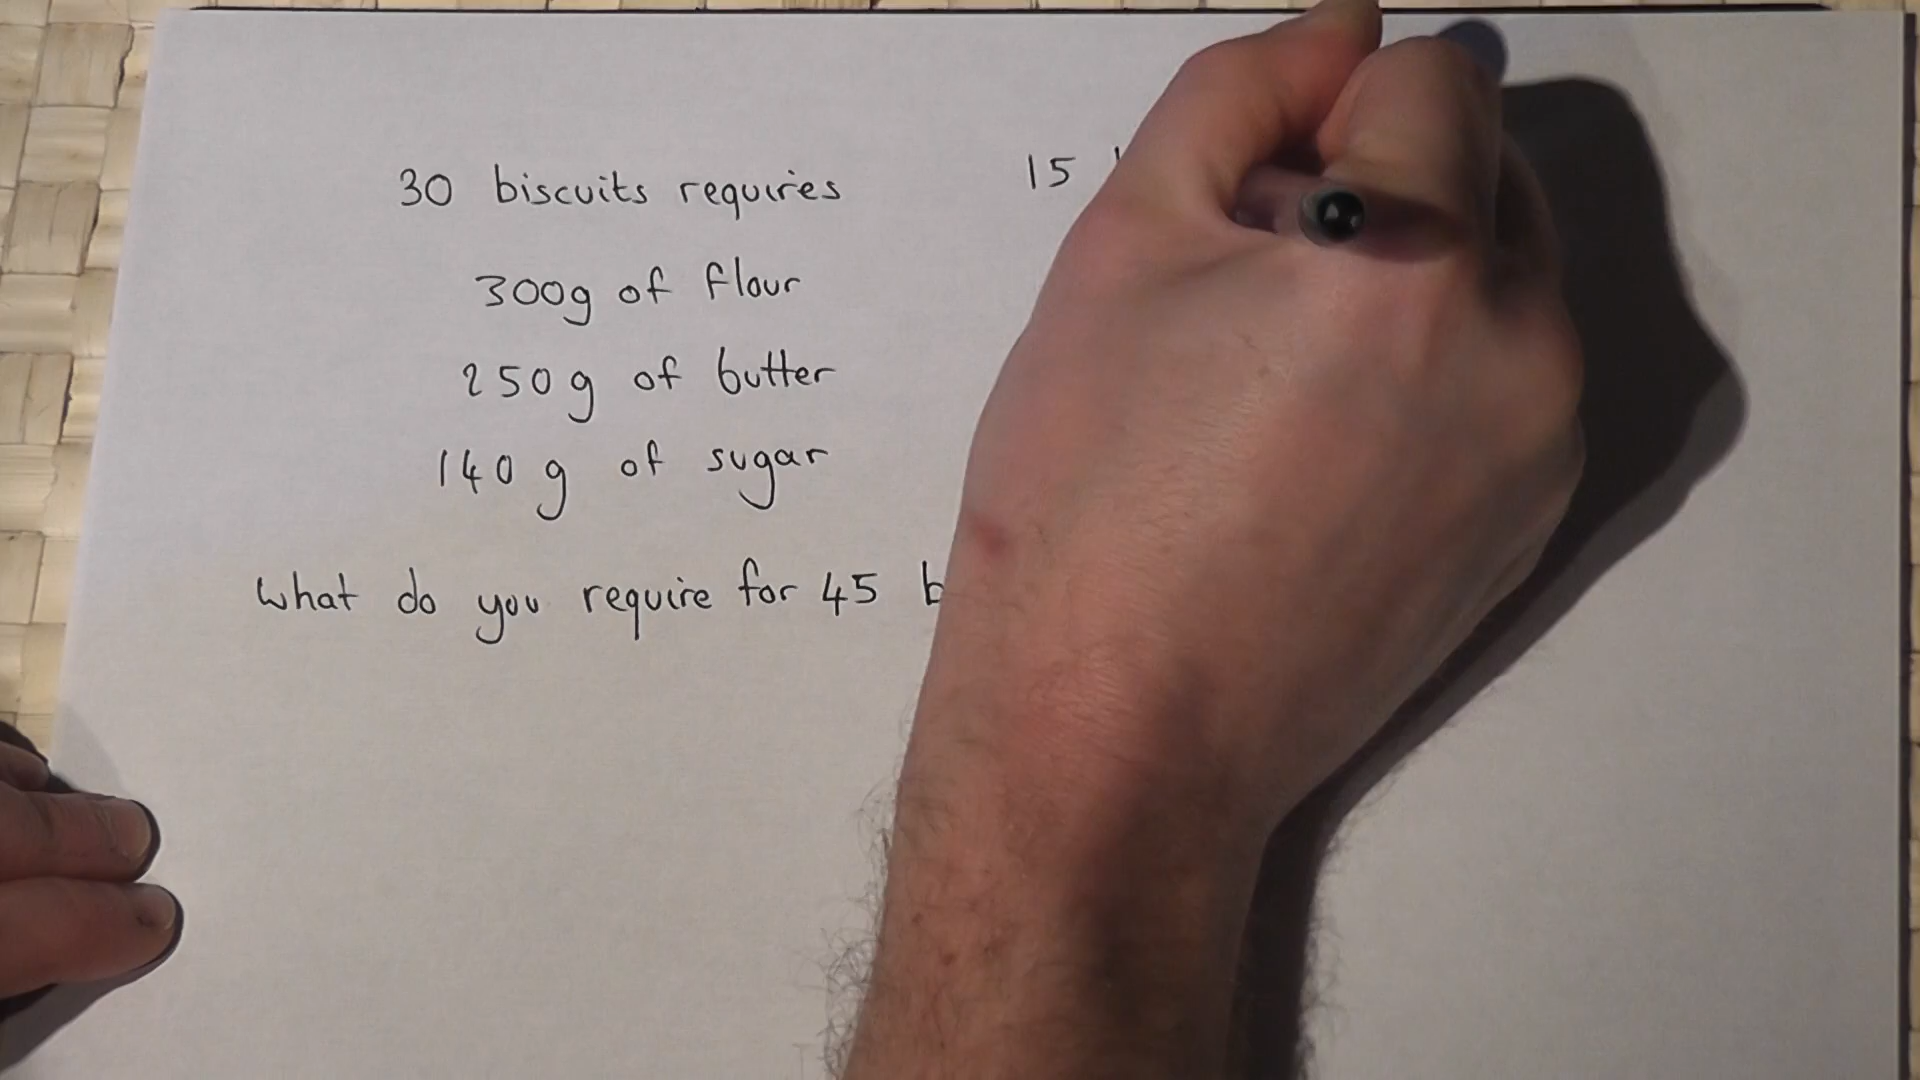 30 biscuits requires
300g of flour
250g of butter
140g of sugar
What do you require for 45
15